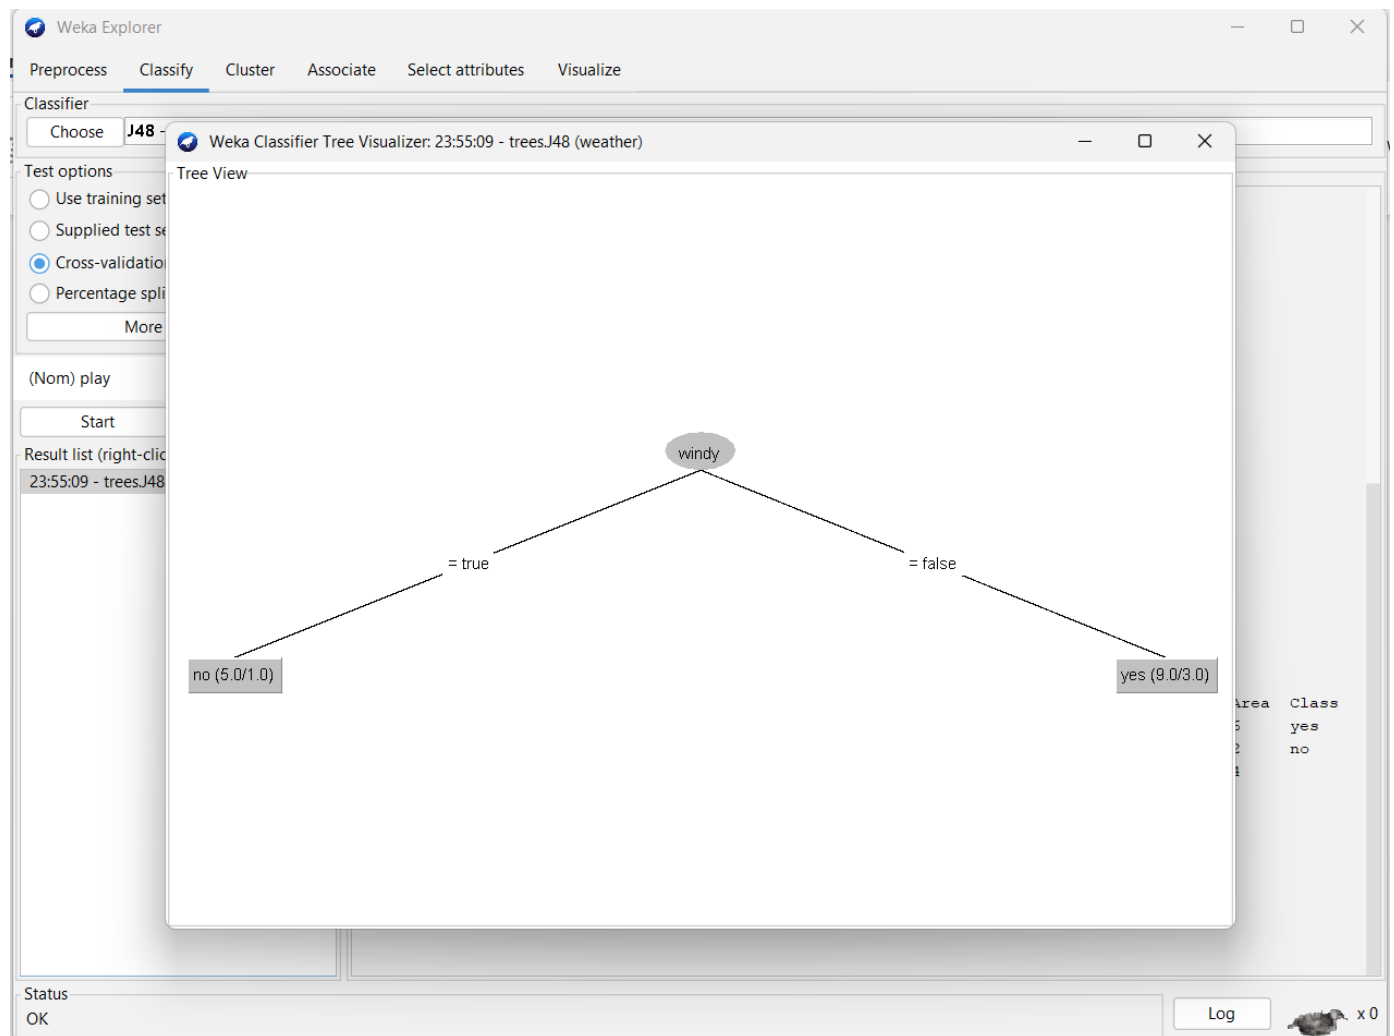 Weka Explorer
Preprocess Classify Cluster Associate Select attributes Visualize
Classifier
Choose J48 -
Weka Classifier Tree Visualizer: 23:55:09 - trees.J48 (weather)
Test options
Tree View
Use training set
Supplied test se
Cross-validation
Percentage spli
More
(Nom) play
Start
Result list (right-clic
23:55:09 - trees.J48
windy
= true = false
no (5.0/1.0) yes (9.0/3.0)
Area Class
yes
no
Status
OK
Log
x 0